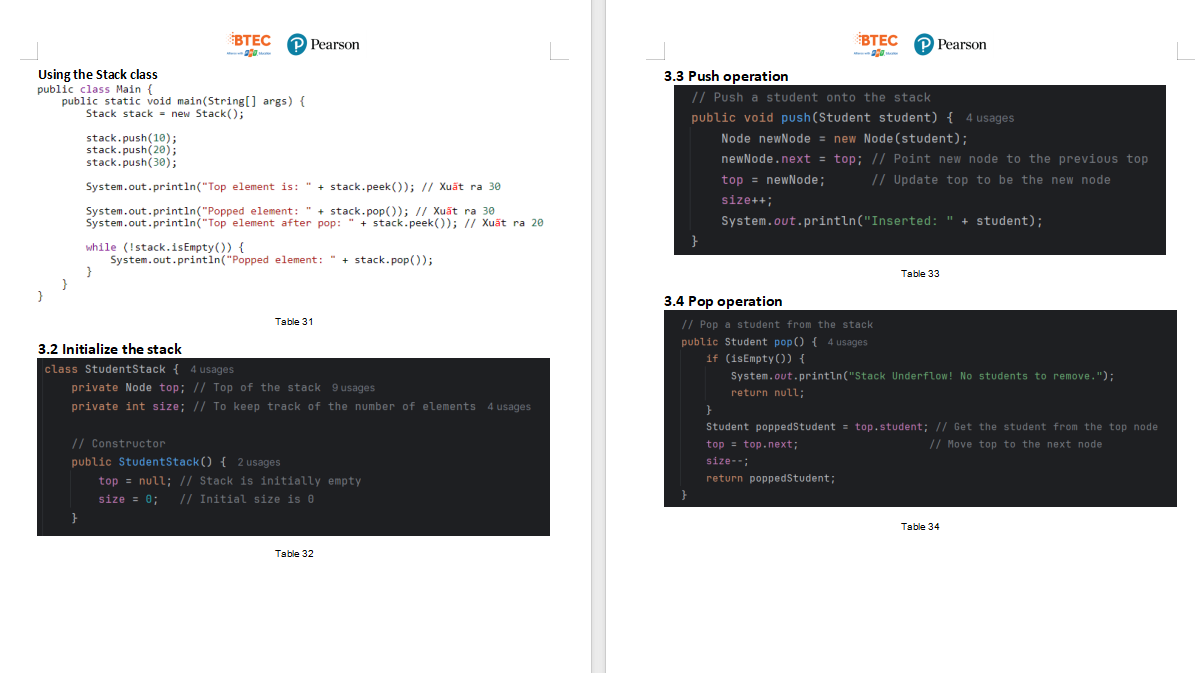 BTEC
Pearson
Using the Stack class
public class Main {
public static void main(String[] args) {
Stack stack = new Stack();
stack.push(10);
stack.push(20);
stack.push(30);
System.out.println("Top element is: " + stack.peek()); // Xuất ra 30
System.out.println("Popped element: " + stack.pop()); // Xuất ra 30
System.out.println("Top element after pop: " + stack.peek()); // Xuất ra 20
while (!stack.isEmpty()) {
System.out.println("Popped element: " + stack.pop());
}
}
}
Table 31
3.2 Initialize the stack
class StudentStack { 4 usages
private Node top; // Top of the stack 9 usages
private int size; // To keep track of the number of elements 4 usages
// Constructor
public StudentStack() { 2 usages
top = null; // Stack is initially empty
size = 0; // Initial size is 0
}
Table 32
BTEC
Pearson
3.3 Push operation
// Push a student onto the stack
public void push(Student student) { 4 usages
Node newNode = new Node(student);
newNode.next = top; // Point new node to the previous top
top = newNode; // Update top to be the new node
size++;
System.out.println("Inserted: " + student);
}
Table 33
3.4 Pop operation
// Pop a student from the stack
public Student pop() { 4 usages
if (isEmpty()) {
System.out.println("Stack Underflow! No students to remove.");
return null;
}
Student poppedStudent = top.student; // Get the student from the top node
top = top.next; // Move top to the next node
size--;
return poppedStudent;
}
Table 34